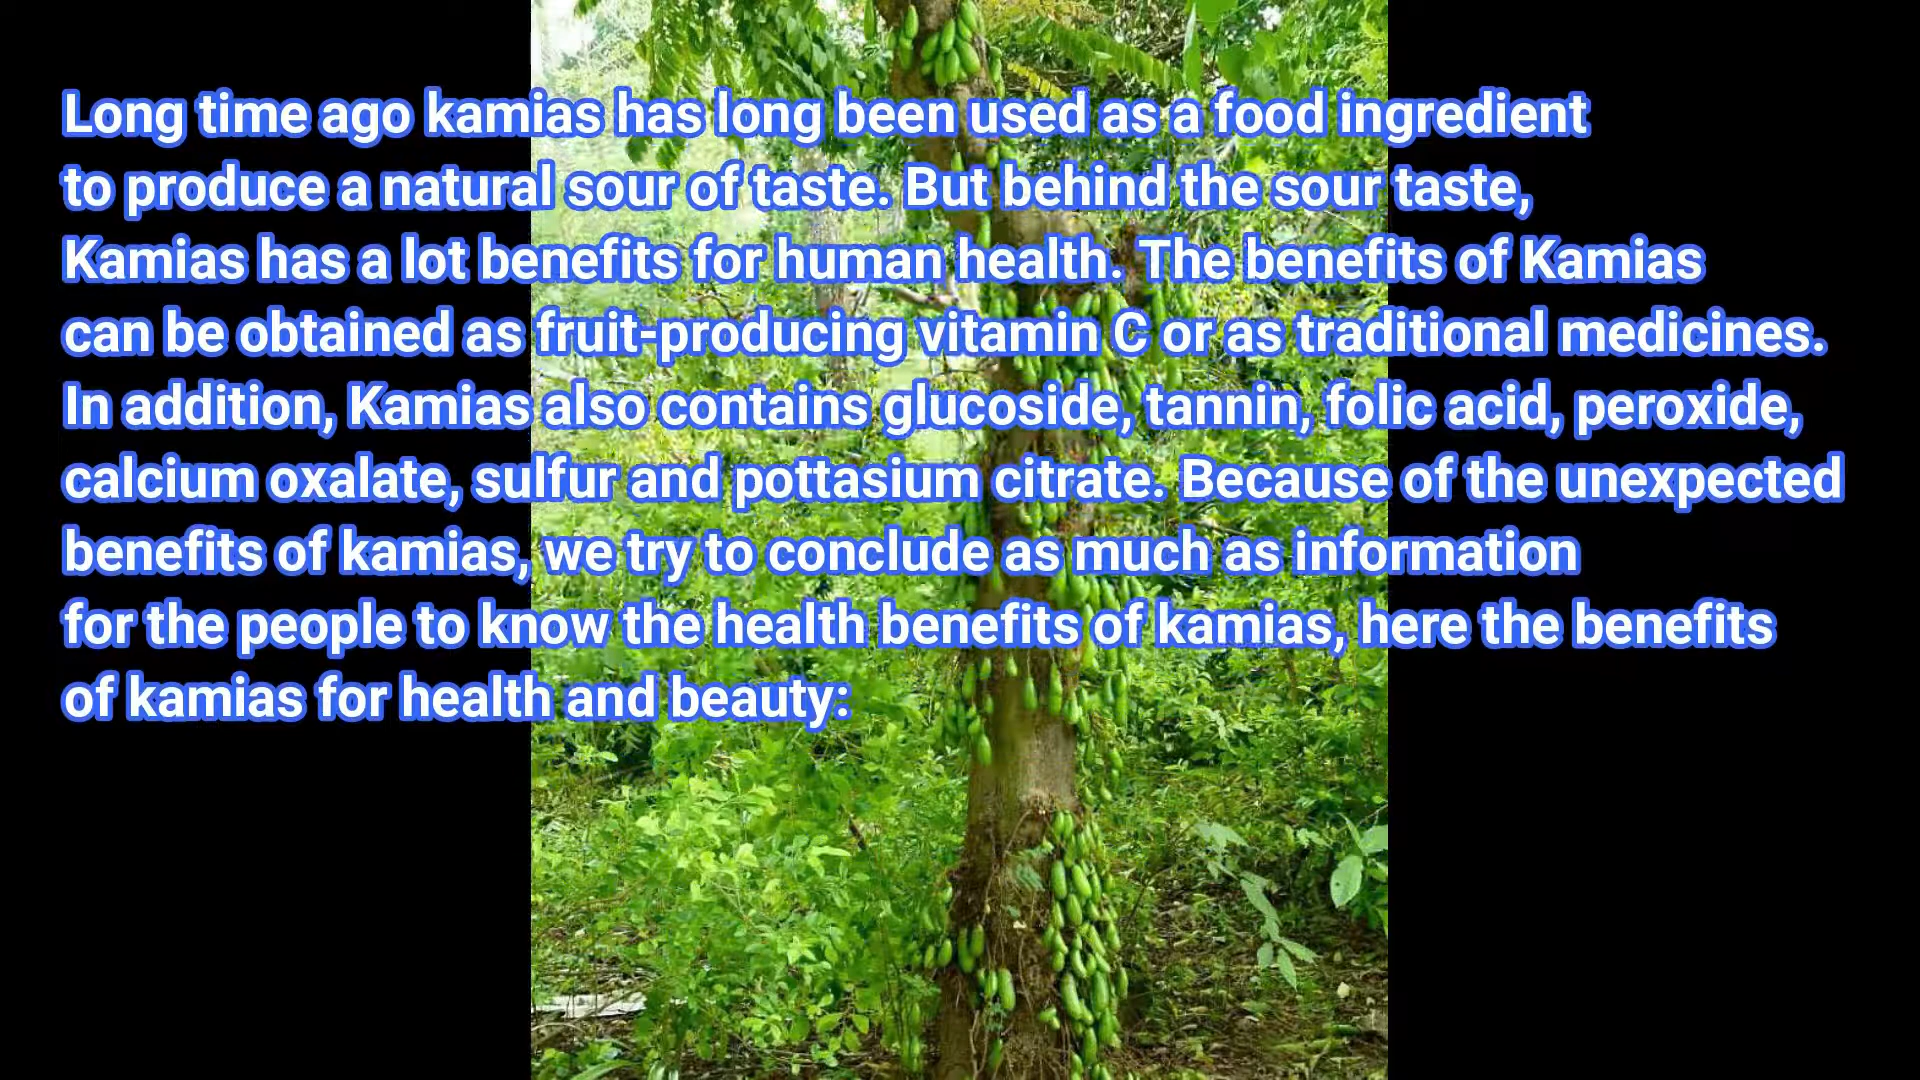 Long time ago kamias has long been used as a food ingredient
to produce a natural sour of taste. But behind the sour taste,
Kamias has a lot benefits for human health. The benefits of Kamias
can be obtained as fruit-producing vitamin C or as traditional medicines.
In addition, Kamias also contains glucoside, tannin, folic acid, peroxide,
calcium oxalate, sulfur and pottasium citrate. Because of the unexpected
benefits of kamias, we try to conclude as much as information
for the people to know the health benefits of kamias, here the benefits
of kamias for health and beauty: